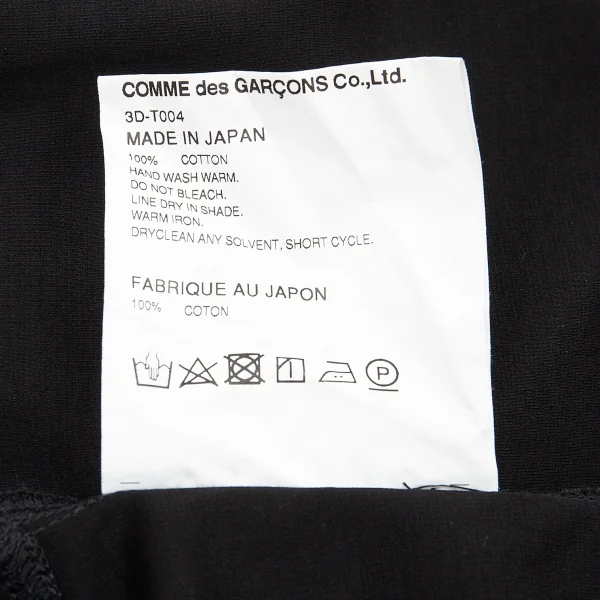 COMME des GARÇONS Co.,Ltd.
3D-T004
MADE IN JAPAN
100% COTTON
HAND WASH WARM.
DO NOT BLEACH.
LINE DRY IN SHADE.
WARM IRON.
DRYCLEAN ANY SOLVENT, SHORT CYCLE.
FABRIQUE AU JAPON
100% COTON
P